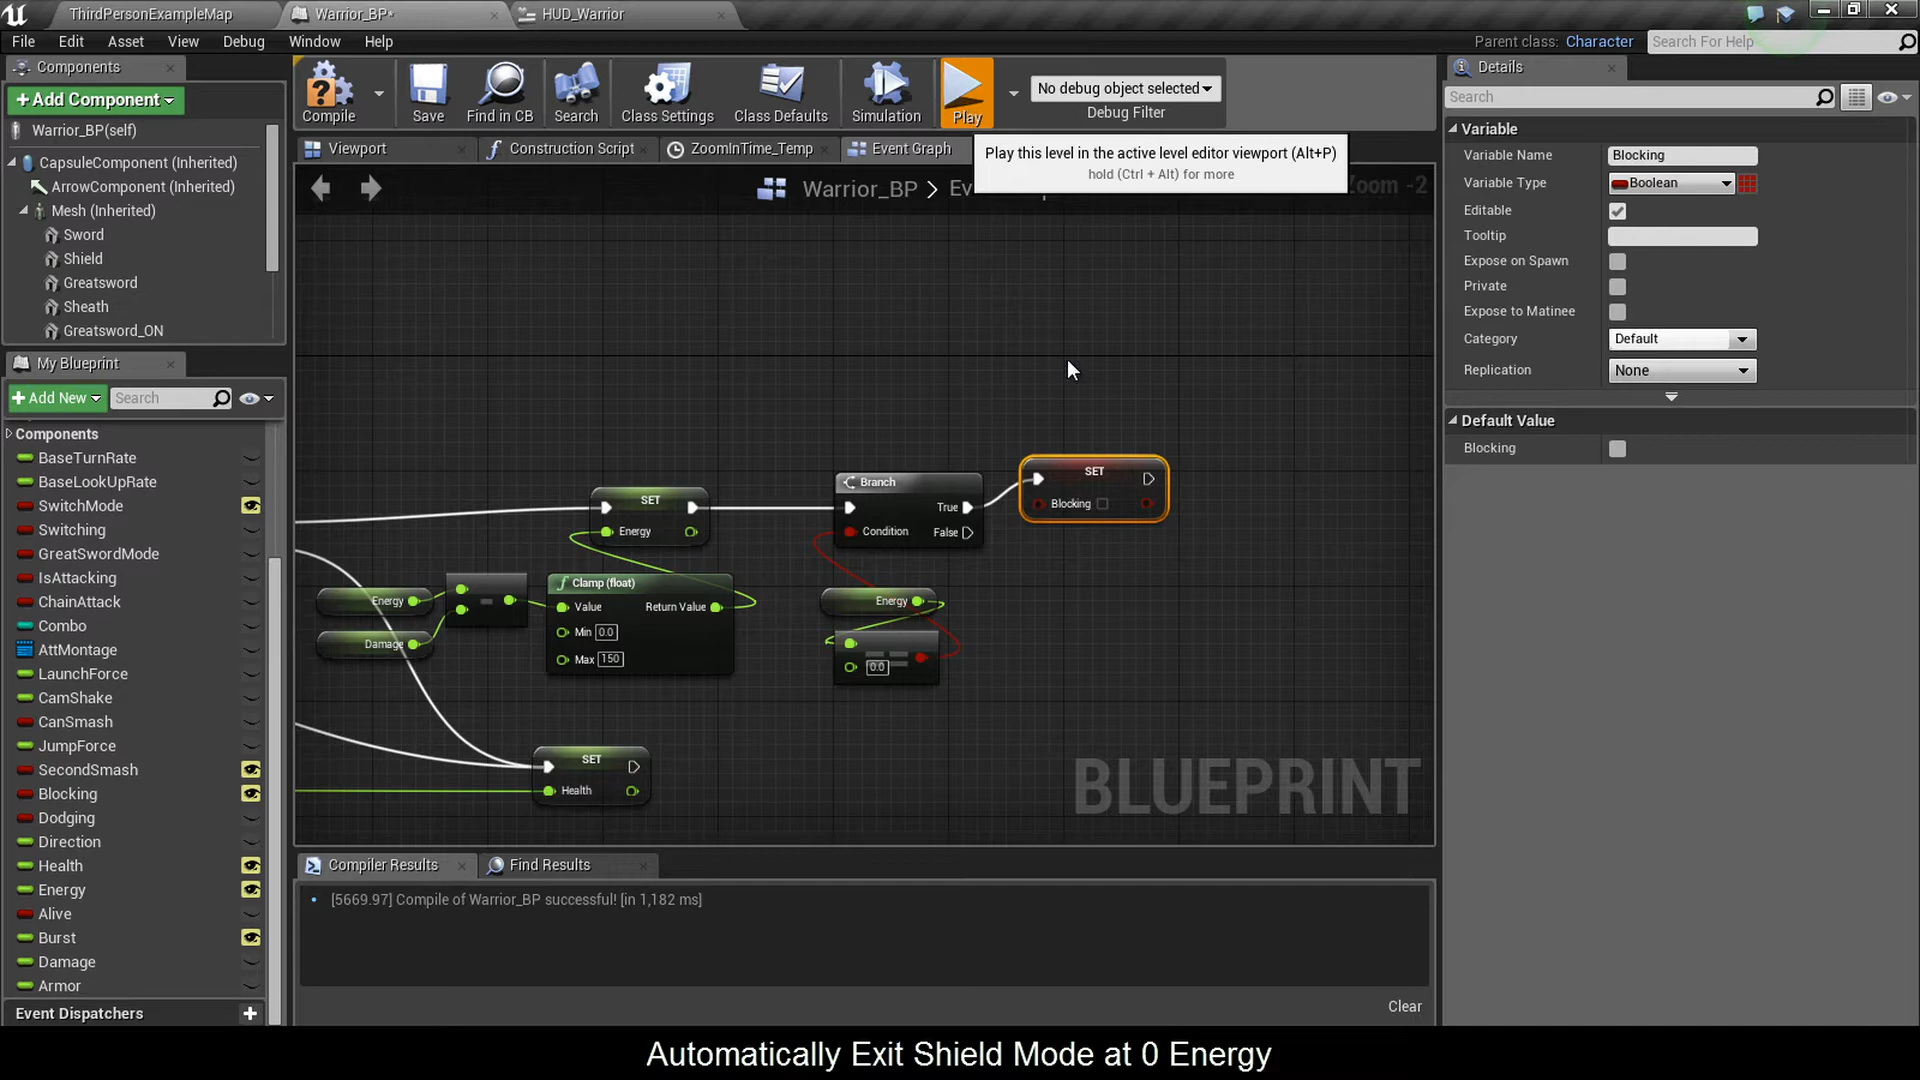 ThirdPersonExampleMap
Warrior_BP*
HUD_Warrior
File Edit Asset View Debug Window Help
Parent class: Character
Search For Help
Components
+Add Component
Warrior_BP(self)
CapsuleComponent (Inherited)
ArrowComponent (Inherited)
Mesh (Inherited)
Sword
Shield
Greatsword
Sheath
Greatsword_ON
My Blueprint
+Add New
Search
Components
BaseTurnRate
BaseLookUpRate
SwitchMode
Switching
GreatSwordMode
IsAttacking
ChainAttack
Combo
AttMontage
LaunchForce
CamShake
CanSmash
JumpForce
SecondSmash
Blocking
Dodging
Direction
Health
Energy
Alive
Burst
Damage
Armor
Event Dispatchers
Compile
Save
Find in CB
Search
Class Settings
Class Defaults
Simulation
Play
No debug object selected
Debug Filter
Viewport
Construction Script
ZoomInTime_Temp
Event Graph
Play this level in the active level editor viewport (Alt+P)
hold (Ctrl + Alt) for more
Warrior_BP >
Zoom -2
SET
Energy
Branch
True
Condition
False
SET
Blocking
Energy
Damage
Clamp (float)
Value
Return Value
Min 0.0
Max 150
Energy
0.0
SET
Health
BLUEPRINT
Compiler Results
Find Results
[5669.97] Compile of Warrior_BP successful! [in 1,182 ms]
Clear
Details
Search
Variable
Variable Name Blocking
Variable Type Boolean
Editable
Tooltip
Expose on Spawn
Private
Expose to Matinee
Category Default
Replication None
Default Value
Blocking
Automatically Exit Shield Mode at 0 Energy